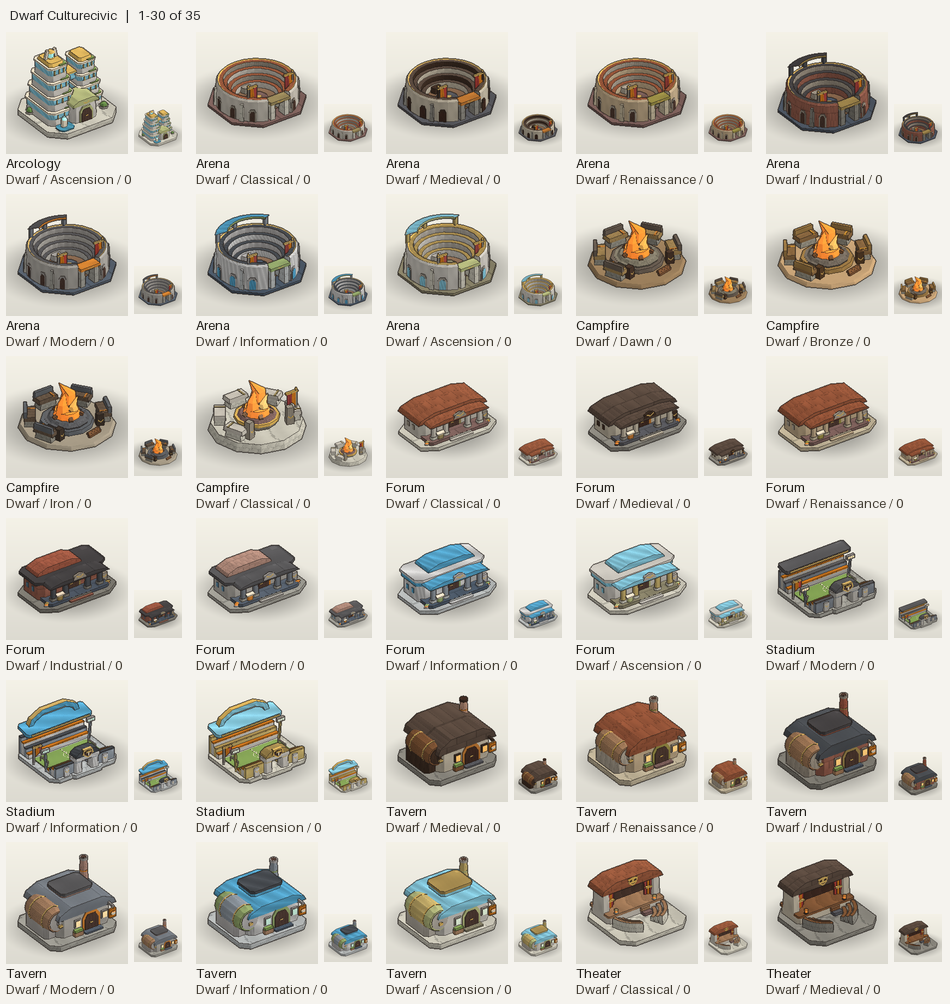 Dwarf Culturecivic | 1-30 of 35
Arcology
Dwarf / Ascension / 0
Arena
Dwarf / Classical / 0
Arena
Dwarf / Medieval / 0
Arena
Dwarf / Renaissance / 0
Arena
Dwarf / Industrial / 0
Arena
Dwarf / Modern / 0
Arena
Dwarf / Information / 0
Arena
Dwarf / Ascension / 0
Campfire
Dwarf / Dawn / 0
Campfire
Dwarf / Bronze / 0
Campfire
Dwarf / Iron / 0
Campfire
Dwarf / Classical / 0
Forum
Dwarf / Classical / 0
Forum
Dwarf / Medieval / 0
Forum
Dwarf / Renaissance / 0
Forum
Dwarf / Industrial / 0
Forum
Dwarf / Modern / 0
Forum
Dwarf / Information / 0
Forum
Dwarf / Ascension / 0
Stadium
Dwarf / Modern / 0
Stadium
Dwarf / Information / 0
Stadium
Dwarf / Ascension / 0
Tavern
Dwarf / Medieval / 0
Tavern
Dwarf / Renaissance / 0
Tavern
Dwarf / Industrial / 0
Tavern
Dwarf / Modern / 0
Tavern
Dwarf / Information / 0
Tavern
Dwarf / Ascension / 0
Theater
Dwarf / Classical / 0
Theater
Dwarf / Medieval / 0